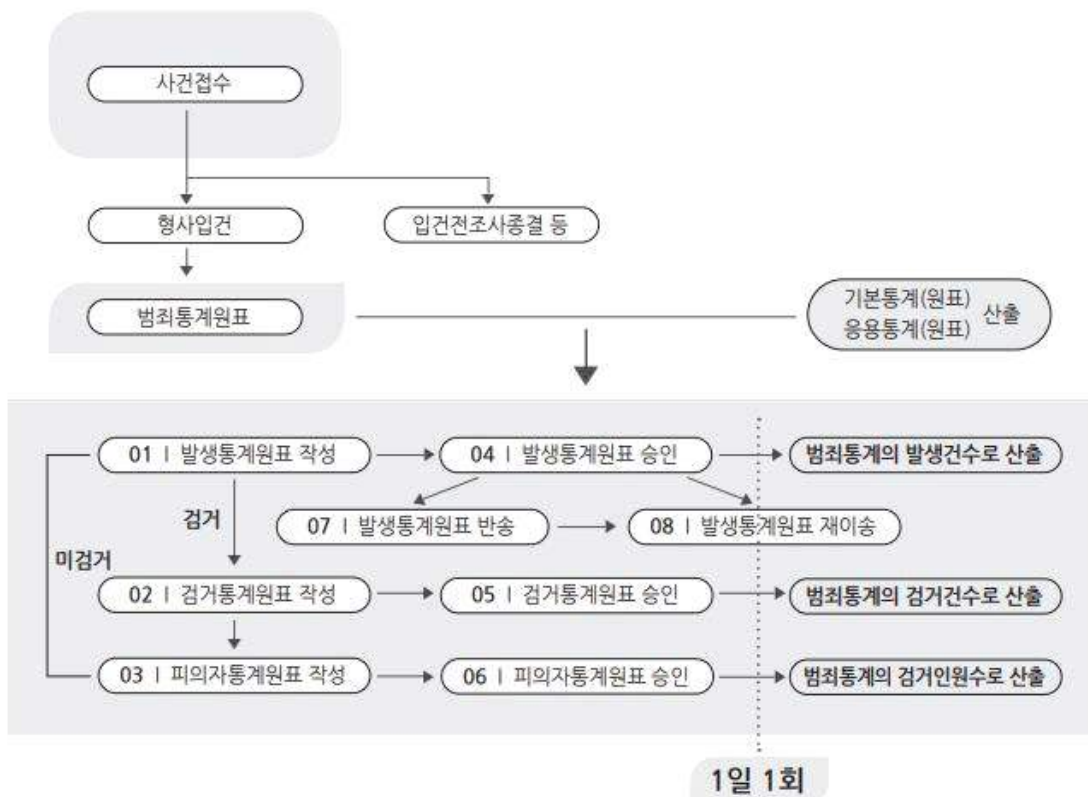 사건접수
형사입건
입건전조사종결 등
범죄통계원표
기본통계(원표)
응용통계(원표)
산출
01 | 발생통계원표 작성
04 | 발생통계원표 승인
범죄통계의 발생건수로 산출
검거
07 | 발생통계원표 반송
08 | 발생통계원표 재이송
미검거
02 | 검거통계원표 작성
05 | 검거통계원표 승인
범죄통계의 검거건수로 산출
03 | 피의자통계원표 작성
06 | 피의자통계원표 승인
범죄통계의 검거인원수로 산출
1일 1회